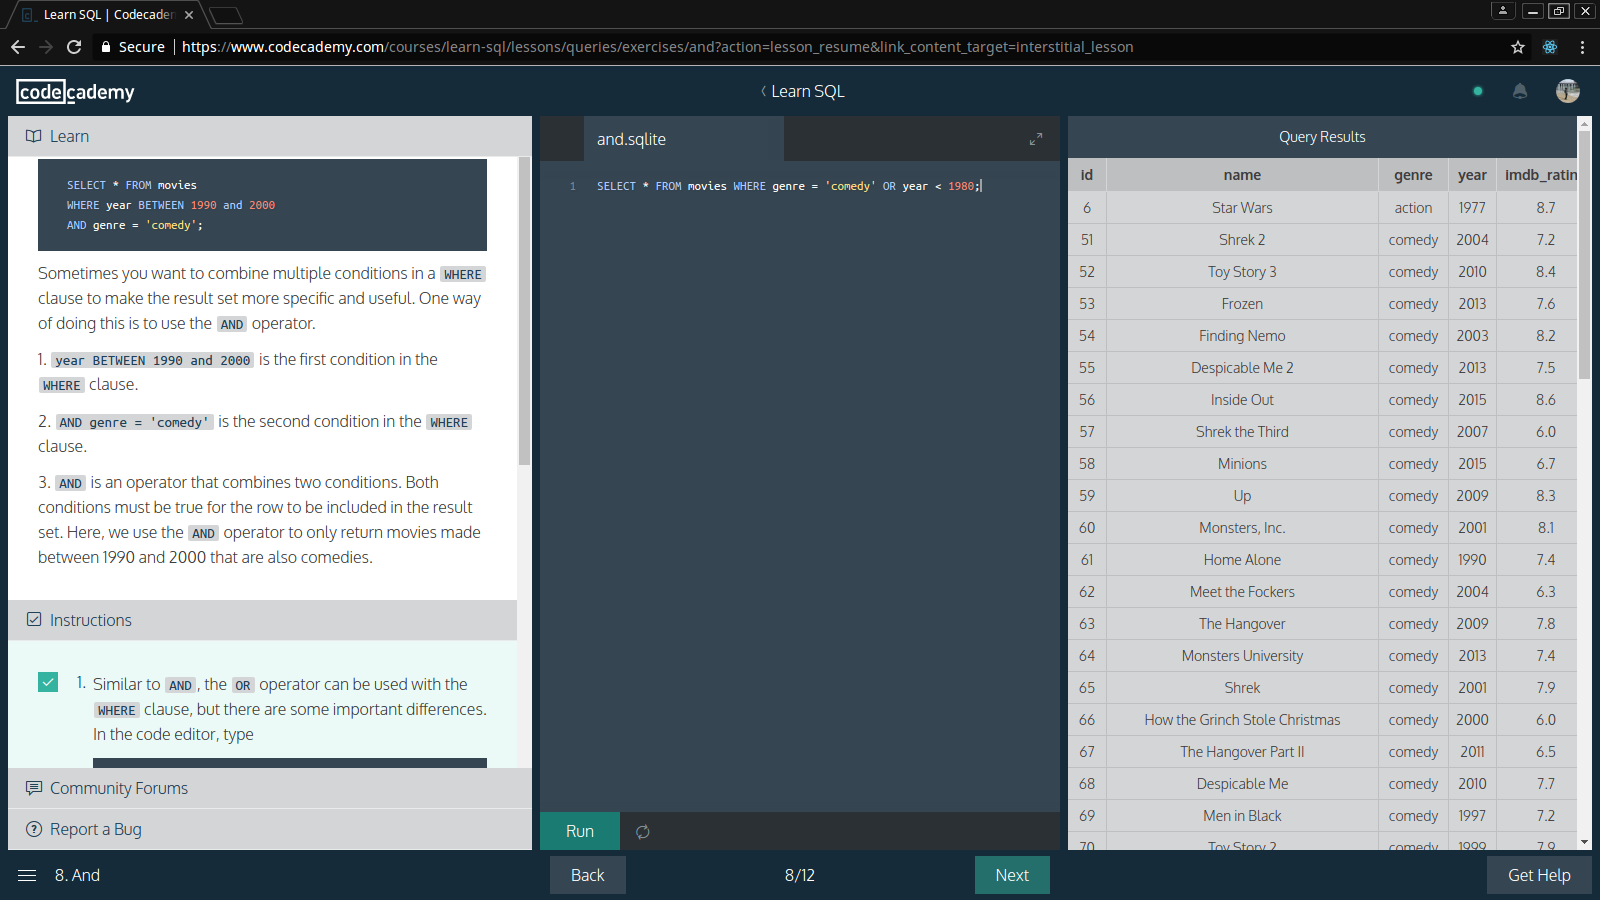 Learn SQL | Codecadem
Secure
https://www.codecademy.com/courses/learn-sql/lessons/queries/exercises/and?action=lesson_resume&link_content_target=interstitial_lesson
codecademy
Learn SQL
Learn
SELECT * FROM movies
WHERE year BETWEEN 1990 and 2000
AND genre = 'comedy';
Sometimes you want to combine multiple conditions in a WHERE
clause to make the result set more specific and useful. One way
of doing this is to use the AND operator.
1. year BETWEEN 1990 and 2000 is the first condition in the
WHERE clause.
2. AND genre = 'comedy' is the second condition in the WHERE
clause.
3. AND is an operator that combines two conditions. Both
conditions must be true for the row to be included in the result
set. Here, we use the AND operator to only return movies made
between 1990 and 2000 that are also comedies.
Instructions
1. Similar to AND, the OR operator can be used with the
WHERE clause, but there are some important differences.
In the code editor, type
Community Forums
Report a Bug
and.sqlite
1 SELECT * FROM movies WHERE genre = 'comedy' OR year < 1980;
Run
Query Results
id name genre year imdb_ratin
6 Star Wars action 1977 8.7
51 Shrek 2 comedy 2004 7.2
52 Toy Story 3 comedy 2010 8.4
53 Frozen comedy 2013 7.6
54 Finding Nemo comedy 2003 8.2
55 Despicable Me 2 comedy 2013 7.5
56 Inside Out comedy 2015 8.6
57 Shrek the Third comedy 2007 6.0
58 Minions comedy 2015 6.7
59 Up comedy 2009 8.3
60 Monsters, Inc. comedy 2001 8.1
61 Home Alone comedy 1990 7.4
62 Meet the Fockers comedy 2004 6.3
63 The Hangover comedy 2009 7.8
64 Monsters University comedy 2013 7.4
65 Shrek comedy 2001 7.9
66 How the Grinch Stole Christmas comedy 2000 6.0
67 The Hangover Part II comedy 2011 6.5
68 Despicable Me comedy 2010 7.7
69 Men in Black comedy 1997 7.2
70 Toy Story 2 comedy 1999 7.9
8. And
Back
8/12
Next
Get Help